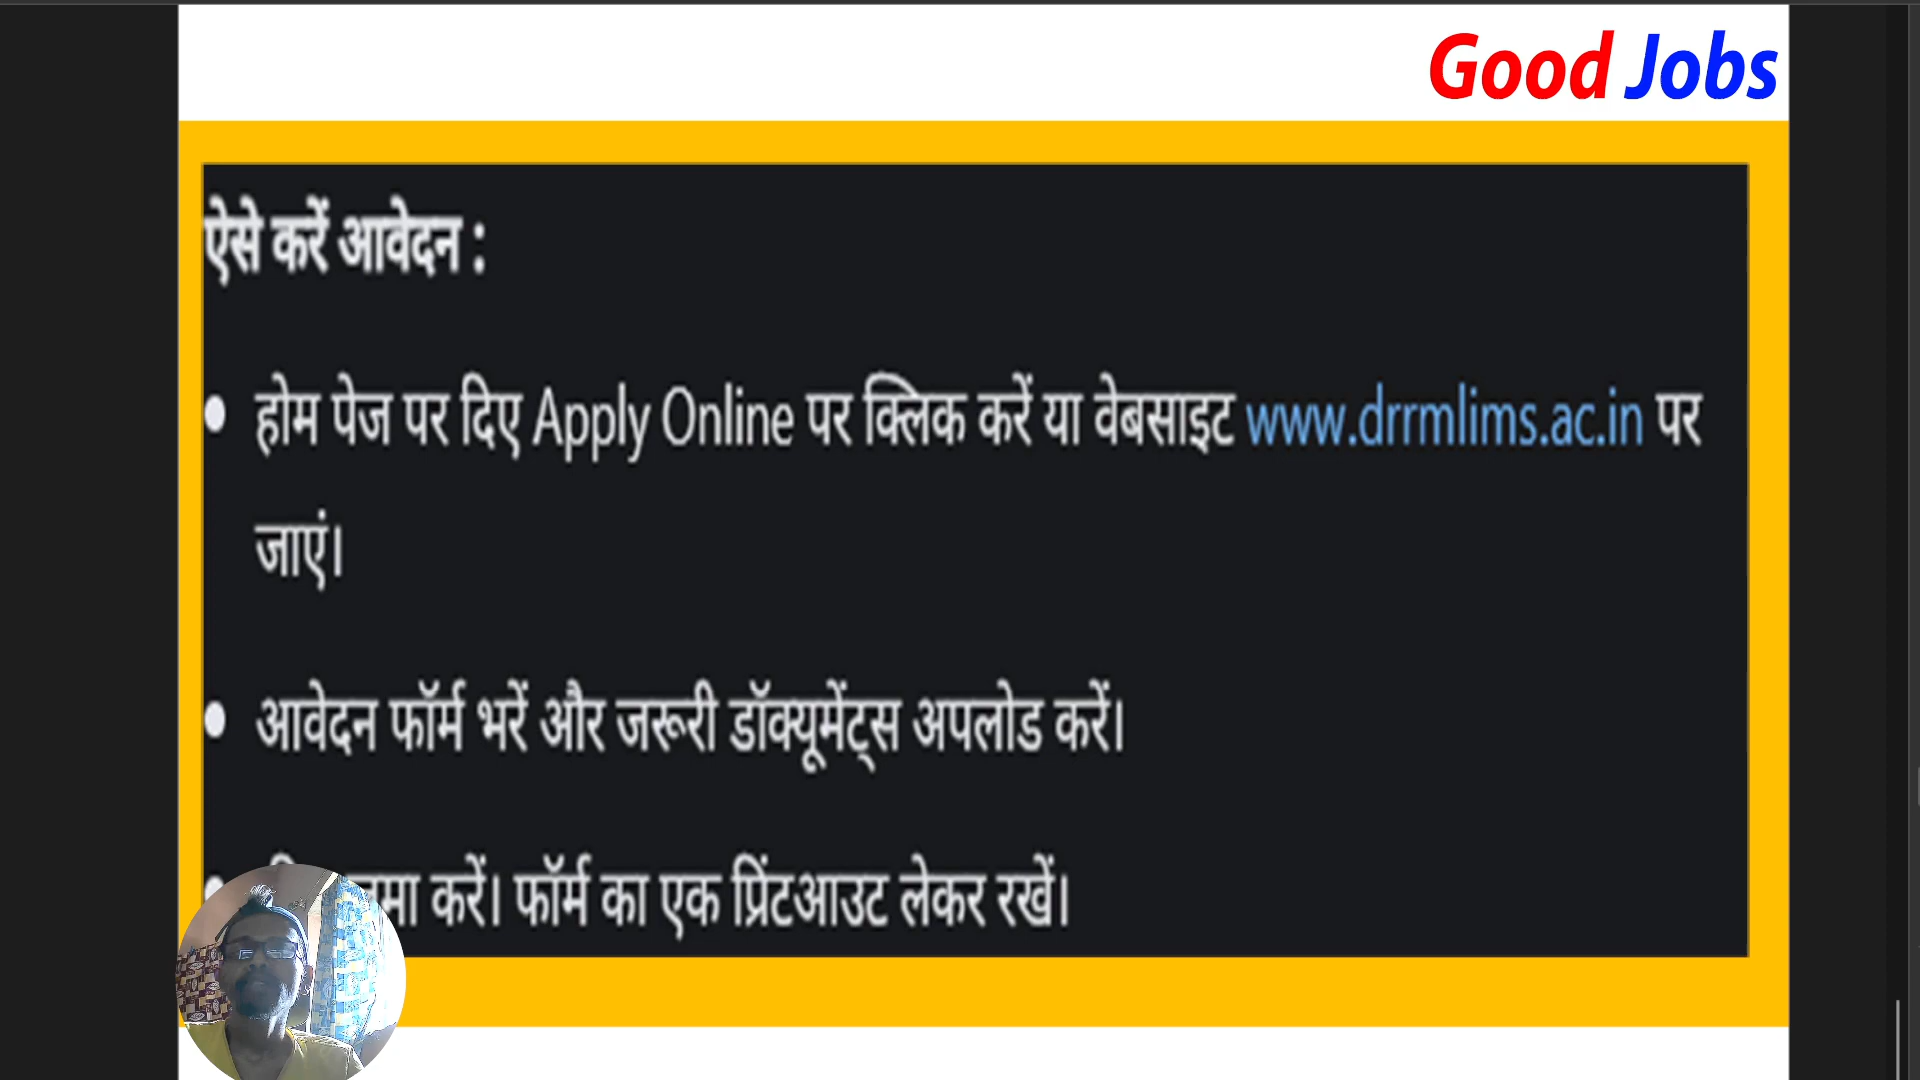 Good Jobs
ऐसे करें आवेदन :
• होम पेज पर दिए Apply Online पर क्लिक करें या वेबसाइट www.drrmlims.ac.in पर
जाएं।
• आवेदन फॉर्म भरें और जरूरी डॉक्यूमेंट्स अपलोड करें।
• करें। फॉर्म का एक प्रिंटआउट लेकर रखें।